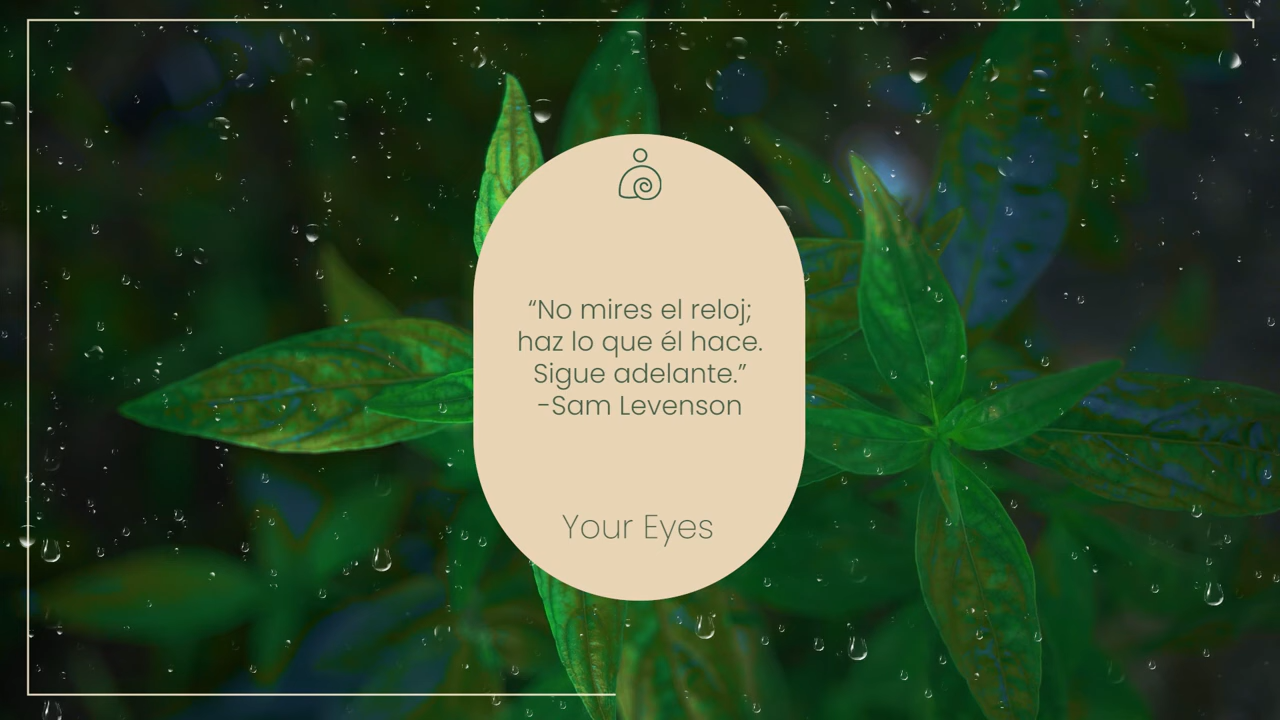 “No mires el reloj;
haz lo que él hace.
Sigue adelante.”
-Sam Levenson
Your Eyes